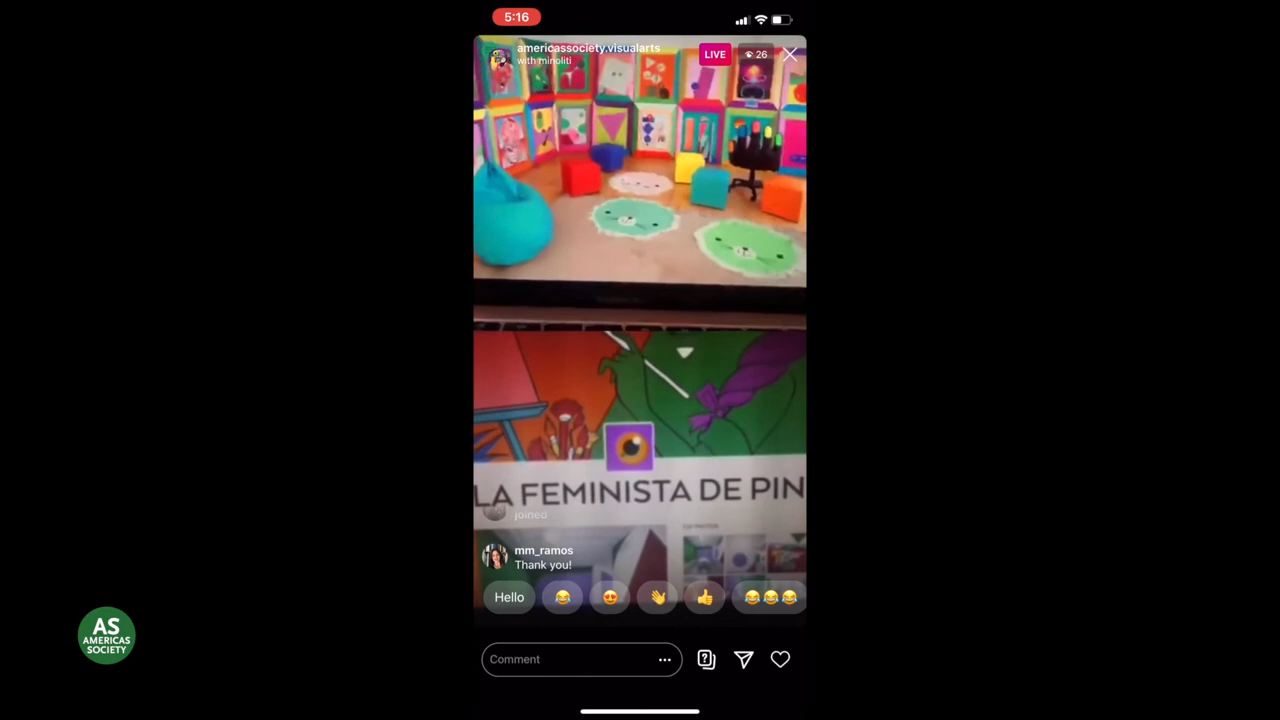 5:16
americassociety.visualarts
with minoliti
LIVE
26
LA FEMINISTA DE PIN
joined
mm_ramos
Thank you!
Hello
Comment
AS
AMERICAS
SOCIETY